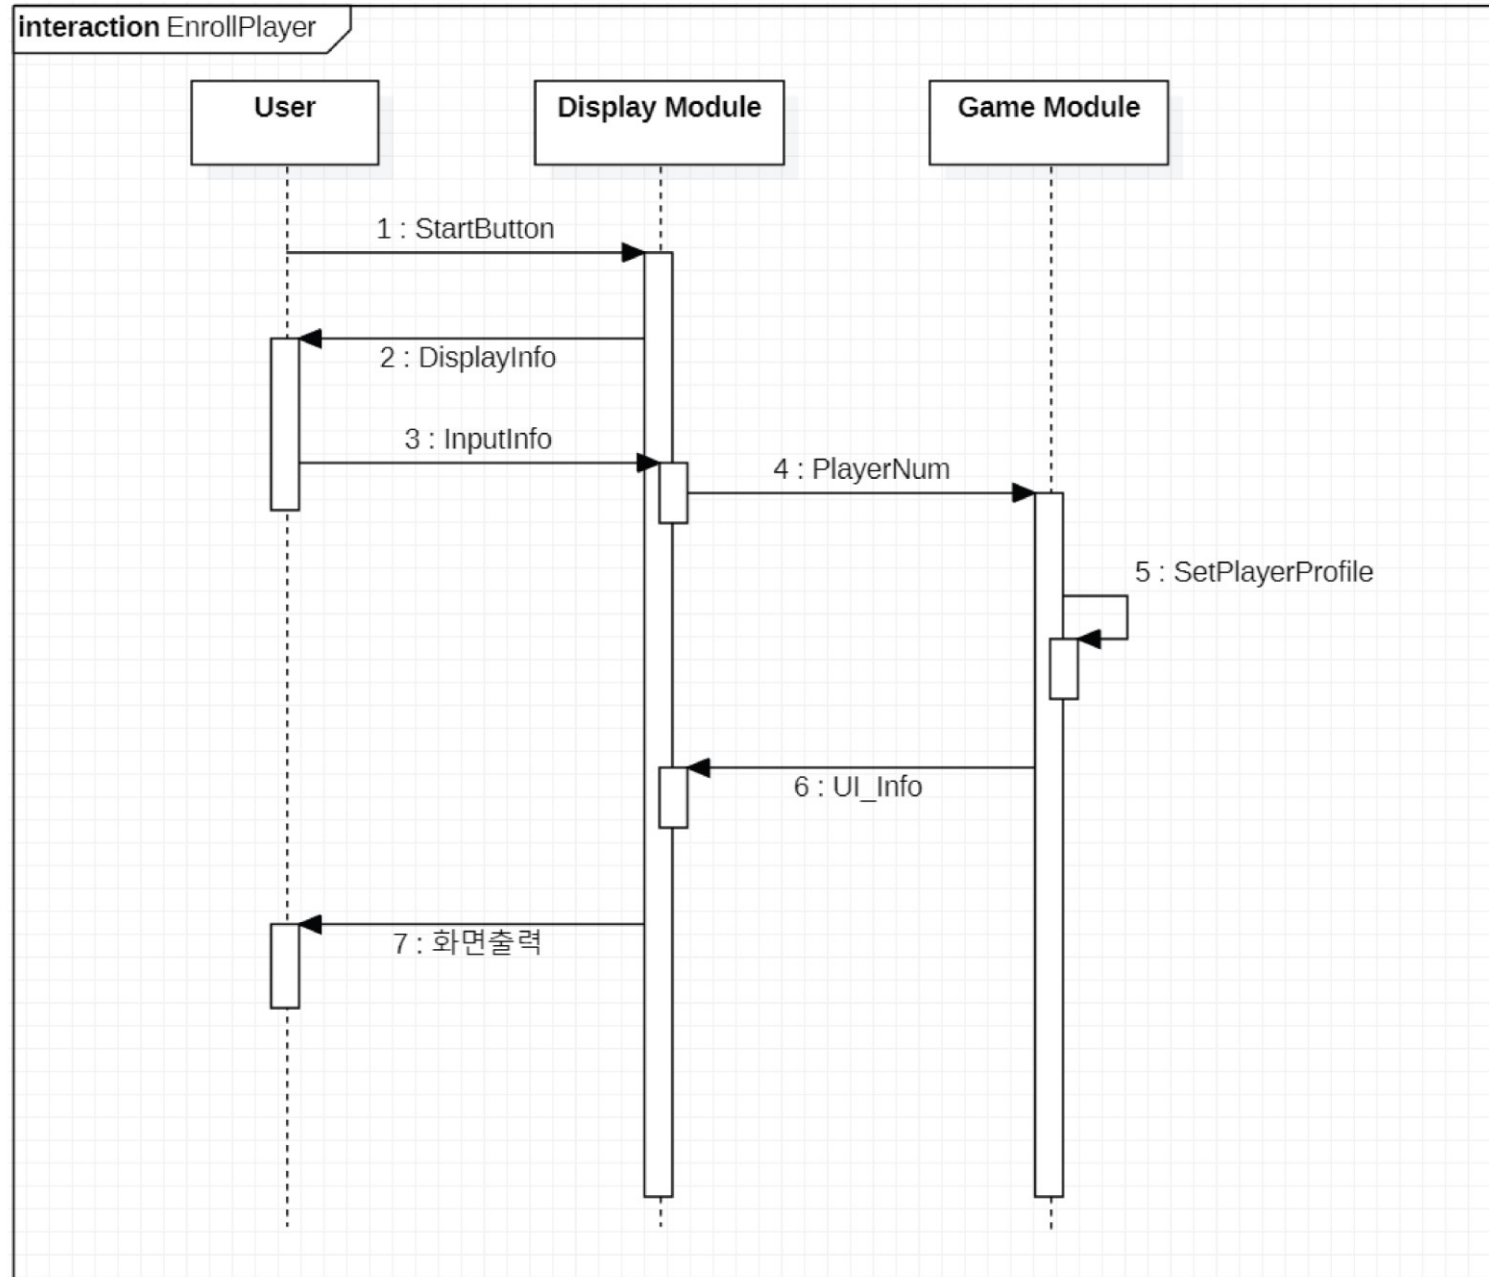 interaction EnrollPlayer
User
Display Module
Game Module
1 : StartButton
2 : DisplayInfo
3 : InputInfo
4 : PlayerNum
5 : SetPlayerProfile
6 : UI_Info
7 : 화면출력